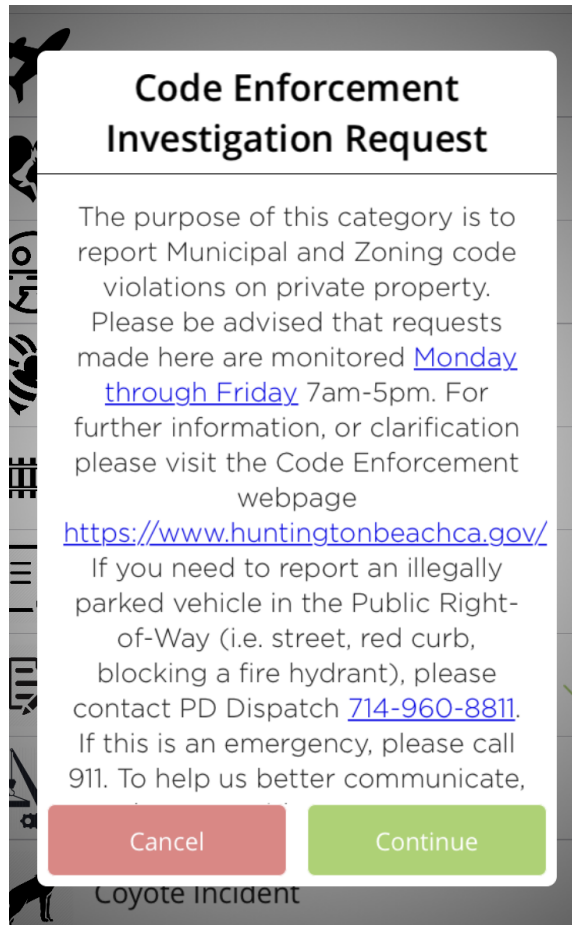 Code Enforcement
Investigation Request
The purpose of this category is to
report Municipal and Zoning code
violations on private property.
Please be advised that requests
made here are monitored Monday
through Friday 7am-5pm. For
further information, or clarification
please visit the Code Enforcement
webpage
https://www.huntingtonbeachca.gov/
If you need to report an illegally
parked vehicle in the Public Right-
of-Way (i.e. street, red curb,
blocking a fire hydrant), please
contact PD Dispatch 714-960-8811.
If this is an emergency, please call
911. To help us better communicate,
Cancel
Continue
Coyote Incident